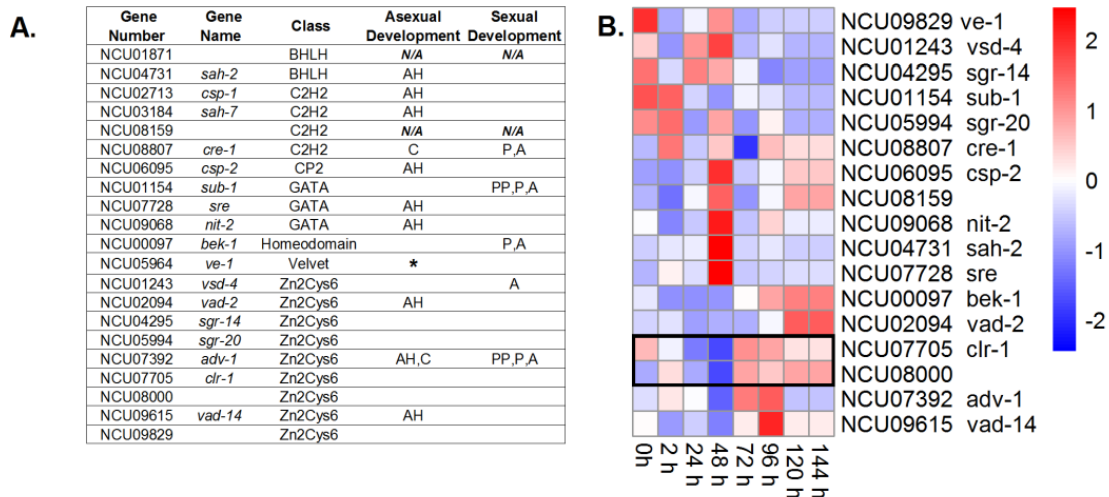 A.
Gene Number Gene Name Class Asexual Development Sexual Development
NCU01871 BHLH N/A N/A
NCU04731 sah-2 BHLH AH
NCU02713 csp-1 C2H2 AH
NCU03184 sah-7 C2H2 AH
NCU08159 C2H2 N/A N/A
NCU08807 cre-1 C2H2 C P,A
NCU06095 csp-2 CP2 AH
NCU01154 sub-1 GATA PP,P,A
NCU07728 sre GATA AH
NCU09068 nit-2 GATA AH
NCU00097 bek-1 Homeodomain P,A
NCU05964 ve-1 Velvet *
NCU01243 vsd-4 Zn2Cys6 A
NCU02094 vad-2 Zn2Cys6 AH
NCU04295 sgr-14 Zn2Cys6
NCU05994 sgr-20 Zn2Cys6
NCU07392 adv-1 Zn2Cys6 AH,C PP,P,A
NCU07705 clr-1 Zn2Cys6
NCU08000 Zn2Cys6
NCU09615 vad-14 Zn2Cys6 AH
NCU09829 Zn2Cys6
B.
NCU09829 ve-1
NCU01243 vsd-4
NCU04295 sgr-14
NCU01154 sub-1
NCU05994 sgr-20
NCU08807 cre-1
NCU06095 csp-2
NCU08159
NCU09068 nit-2
NCU04731 sah-2
NCU07728 sre
NCU00097 bek-1
NCU02094 vad-2
NCU07705 clr-1
NCU08000
NCU07392 adv-1
NCU09615 vad-14
0h 2 h 24 h 48 h 72 h 96 h 120 h 144 h
2
1
0
-1
-2